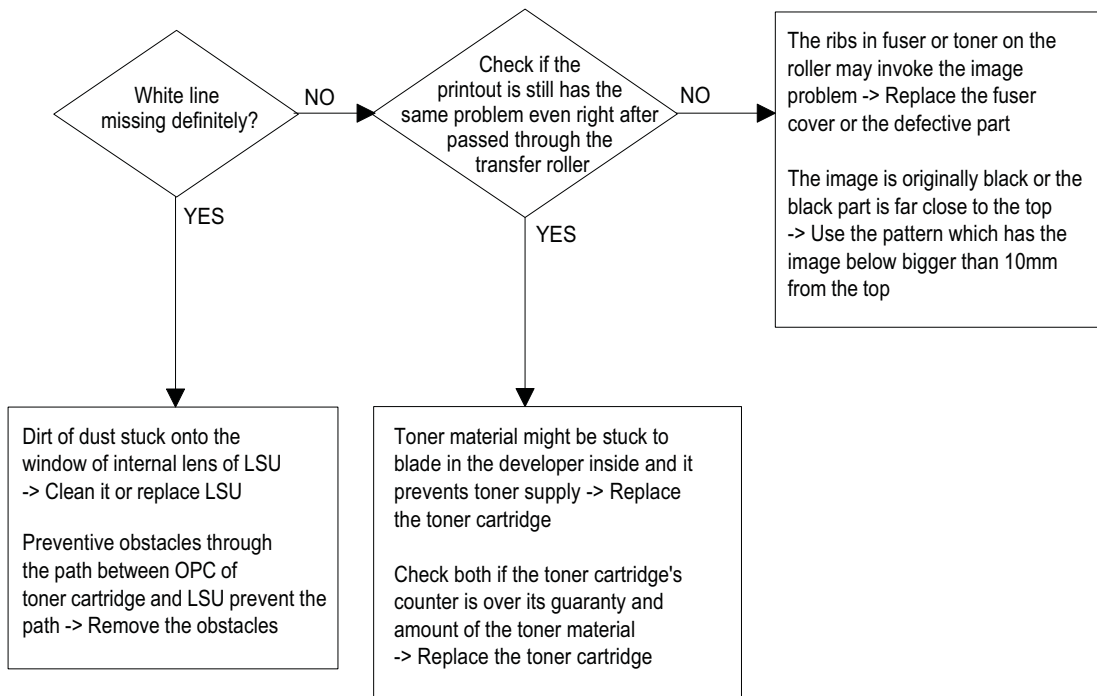 White line
missing definitely?
NO
YES
Check if the
printout is still has the
same problem even right after
passed through the
transfer roller
NO
YES
The ribs in fuser or toner on the
roller may invoke the image
problem -> Replace the fuser
cover or the defective part
The image is originally black or the
black part is far close to the top
-> Use the pattern which has the
image below bigger than 10mm
from the top
Dirt of dust stuck onto the
window of internal lens of LSU
-> Clean it or replace LSU
Preventive obstacles through
the path between OPC of
toner cartridge and LSU prevent the
path -> Remove the obstacles
Toner material might be stuck to
blade in the developer inside and it
prevents toner supply -> Replace
the toner cartridge
Check both if the toner cartridge's
counter is over its guaranty and
amount of the toner material
-> Replace the toner cartridge